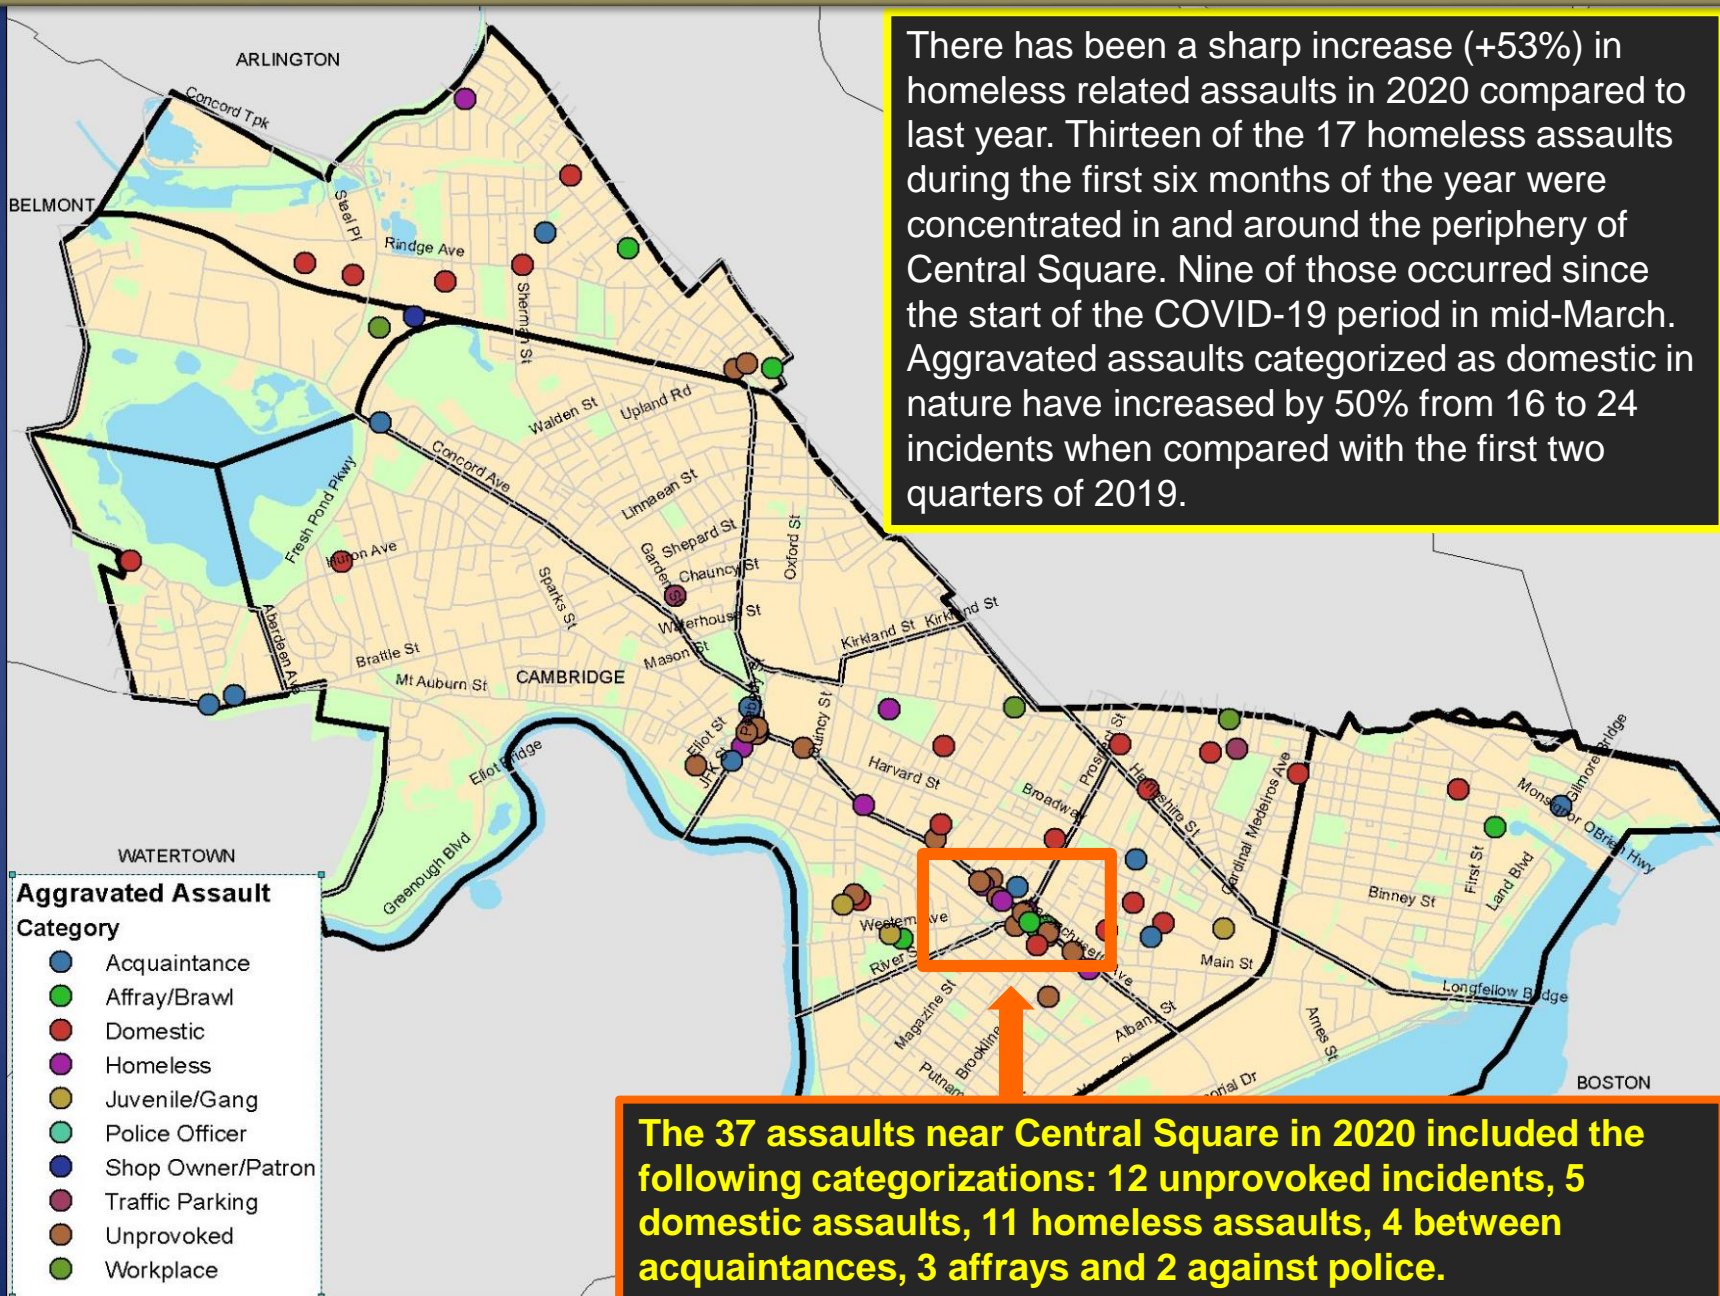 ARLINGTON
There has been a sharp increase (+53%) in
homeless related assaults in 2020 compared to
last year. Thirteen of the 17 homeless assaults
during the first six months of the year were
concentrated in and around the periphery of
Central Square. Nine of those occurred since
the start of the COVID-19 period in mid-March.
Aggravated assaults categorized as domestic in
nature have increased by 50% from 16 to 24
incidents when compared with the first two
quarters of 2019.
Concord Tpk
BELMONT
Steel Pl
Rindge Ave
Sherman St
Walden St
Upland Rd
Concord Ave
Linnaean St
Fresh Pond Pkwy
Shepard St
Oxford St
Huron Ave
Garden St
Chauncy St
Sparks St
Waterhouse St
Kirkland St
Kirkland St
Aberdeen Ave
Brattle St
Mason St
Mt Auburn St
CAMBRIDGE
Quincy St
Eliot St
JFK St
Eliot Bridge
Harvard St
Prospect St
Hampshire St
Broadway
Cardinal Medeiros Ave
Gilmore Bridge
Monsignor OBrien Hwy
WATERTOWN
Greenough Blvd
First St
Land Blvd
Binney St
Western Ave
Massachusetts Ave
River St
Main St
Longfellow Bridge
Magazine St
Brookline
Albany St
Ames St
Putnam
BOSTON
Aggravated Assault
Category
Acquaintance
Affray/Brawl
Domestic
Homeless
Juvenile/Gang
Police Officer
Shop Owner/Patron
Traffic Parking
Unprovoked
Workplace
The 37 assaults near Central Square in 2020 included the
following categorizations: 12 unprovoked incidents, 5
domestic assaults, 11 homeless assaults, 4 between
acquaintances, 3 affrays and 2 against police.